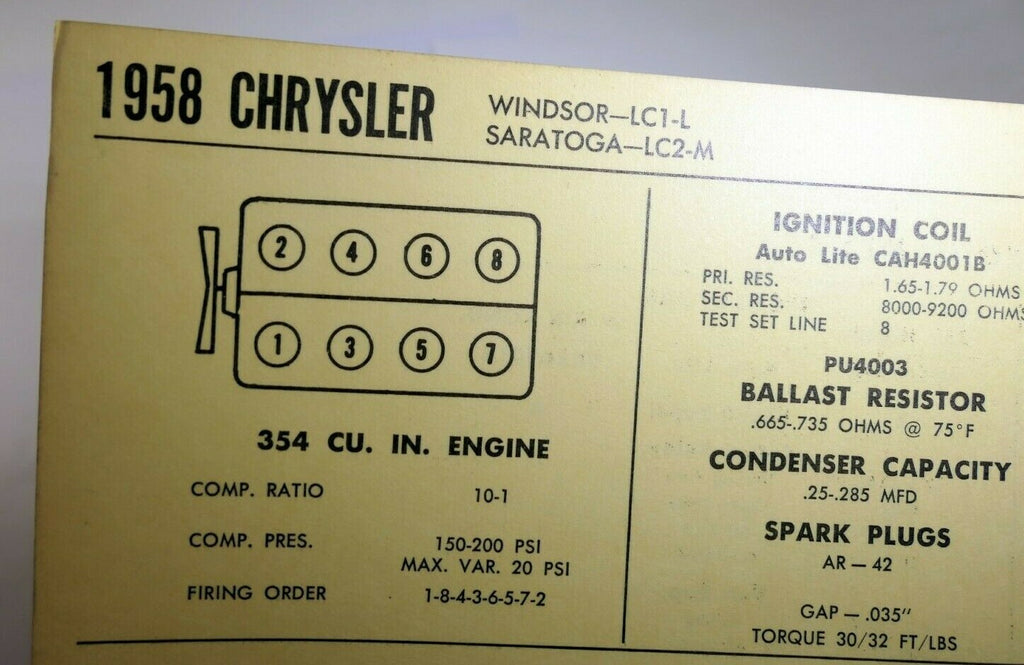 1958 CHRYSLER
WINDSOR—LC1-L
SARATOGA—LC2-M
2 4 6 8
1 3 5 7
354 CU. IN. ENGINE
COMP. RATIO 10-1
COMP. PRES. 150-200 PSI
MAX. VAR. 20 PSI
FIRING ORDER 1-8-4-3-6-5-7-2
IGNITION COIL
Auto Lite CAH4001B
PRI. RES. 1.65-1.79 OHMS
SEC. RES. 8000-9200 OHMS
TEST SET LINE 8
PU4003
BALLAST RESISTOR
.665-.735 OHMS @ 75°F
CONDENSER CAPACITY
.25-.285 MFD
SPARK PLUGS
AR — 42
GAP — .035"
TORQUE 30/32 FT/LBS